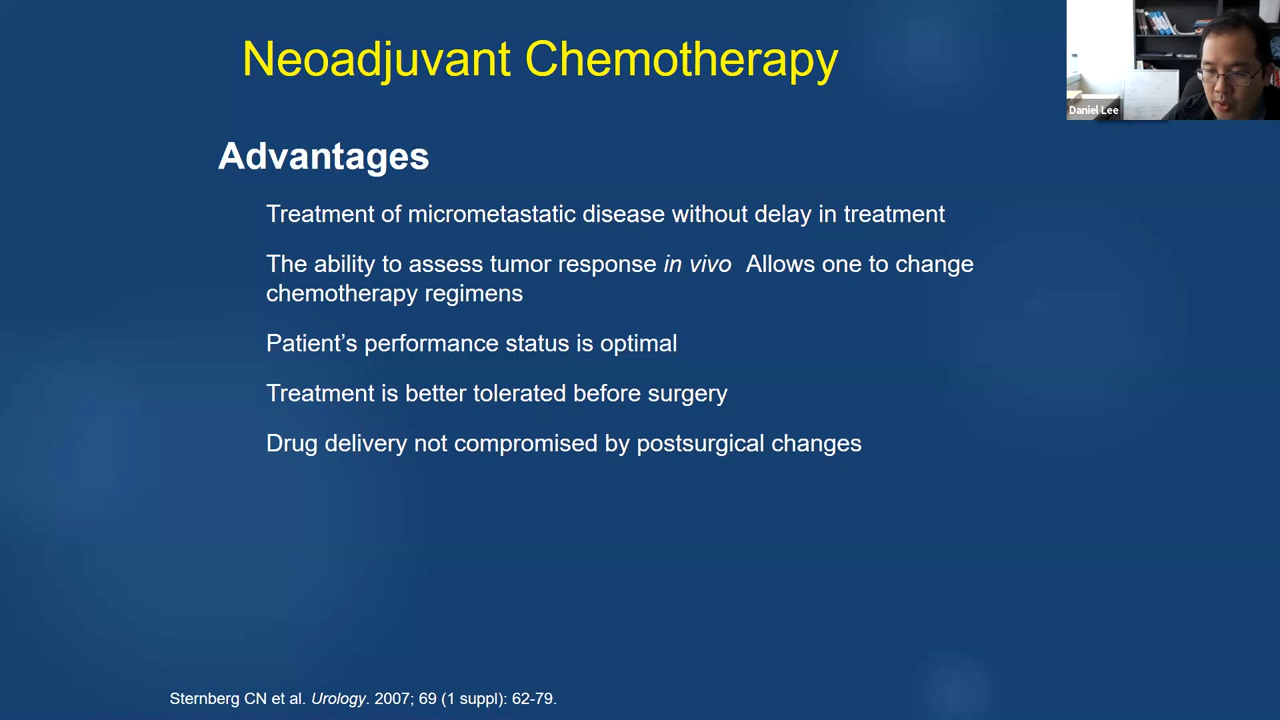 Neoadjuvant Chemotherapy
Daniel Lee
Advantages
Treatment of micrometastatic disease without delay in treatment
The ability to assess tumor response in vivo Allows one to change
chemotherapy regimens
Patient’s performance status is optimal
Treatment is better tolerated before surgery
Drug delivery not compromised by postsurgical changes
Sternberg CN et al. Urology. 2007; 69 (1 suppl): 62-79.